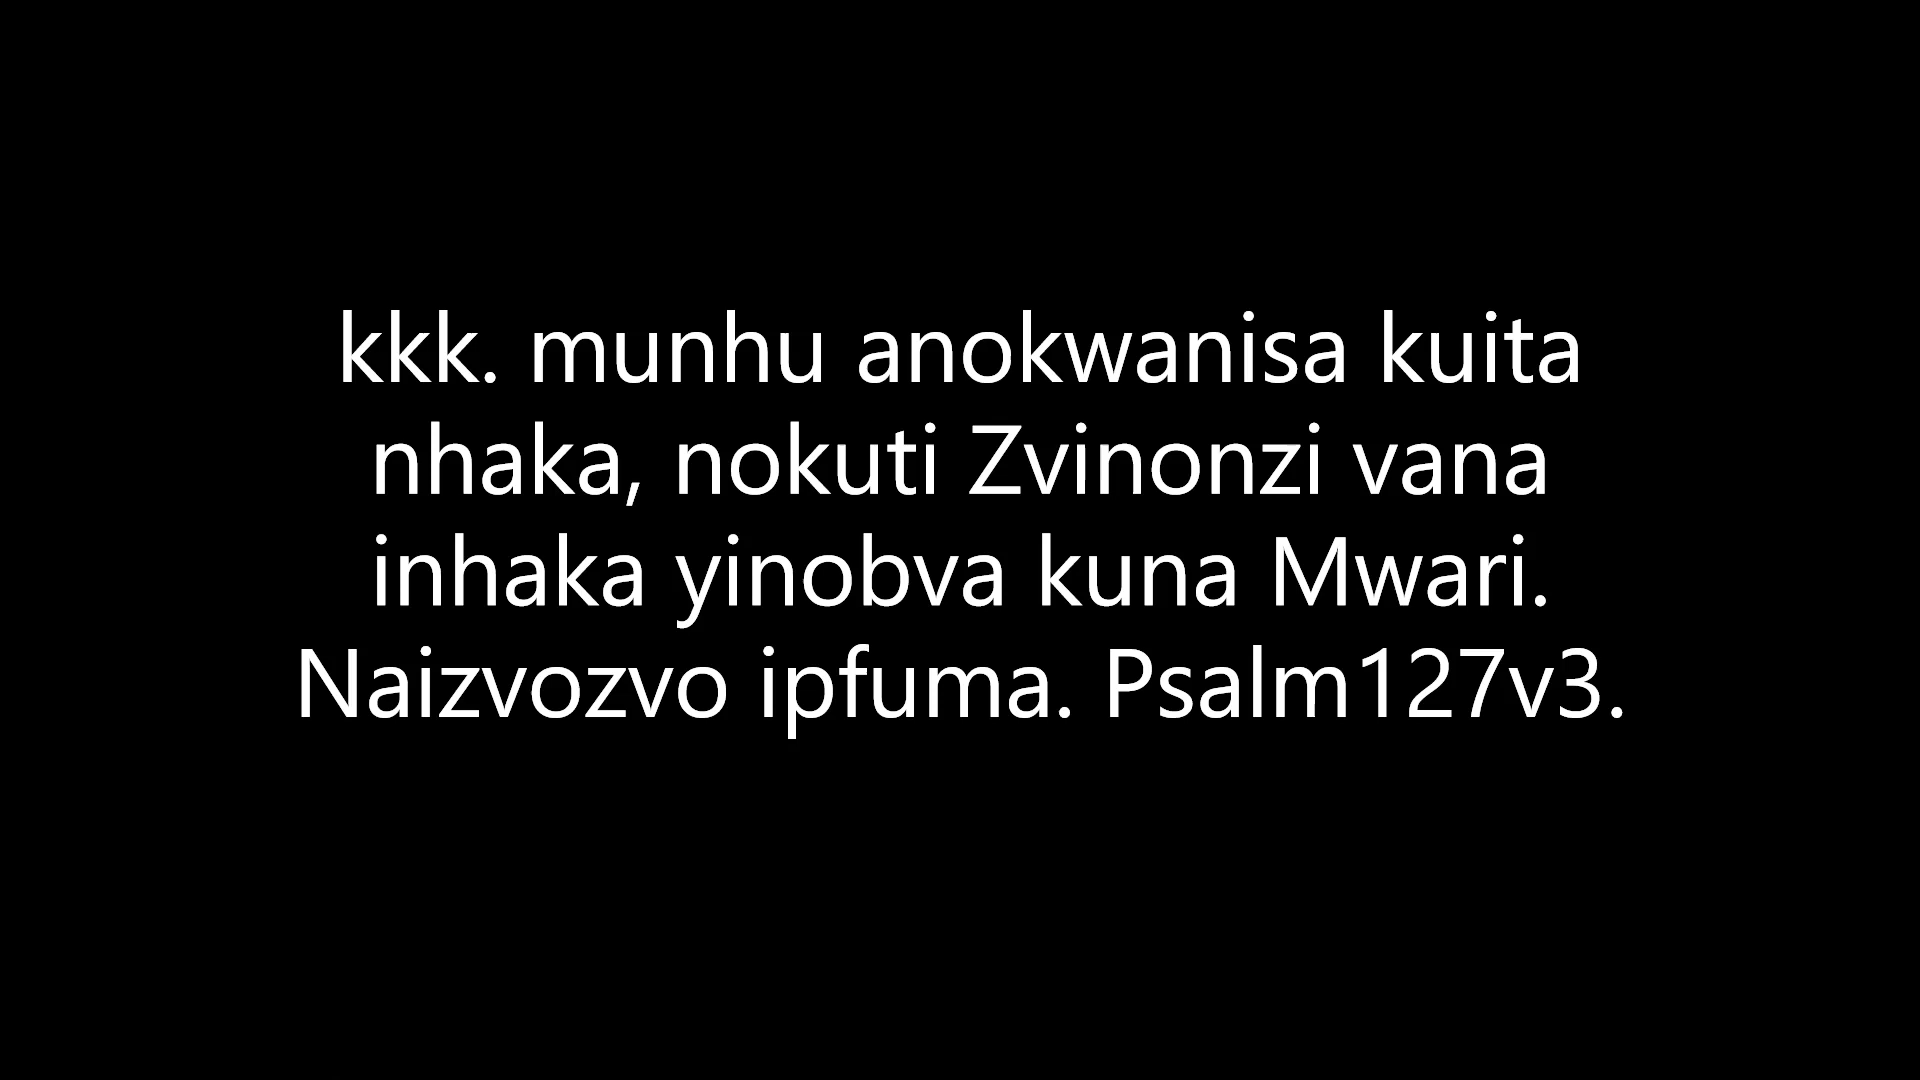 kkk. munhu anokwanisa kuita
nhaka, nokuti Zvinonzi vana
inhaka yinobva kuna Mwari.
Naizvozvo ipfuma. Psalm127v3.